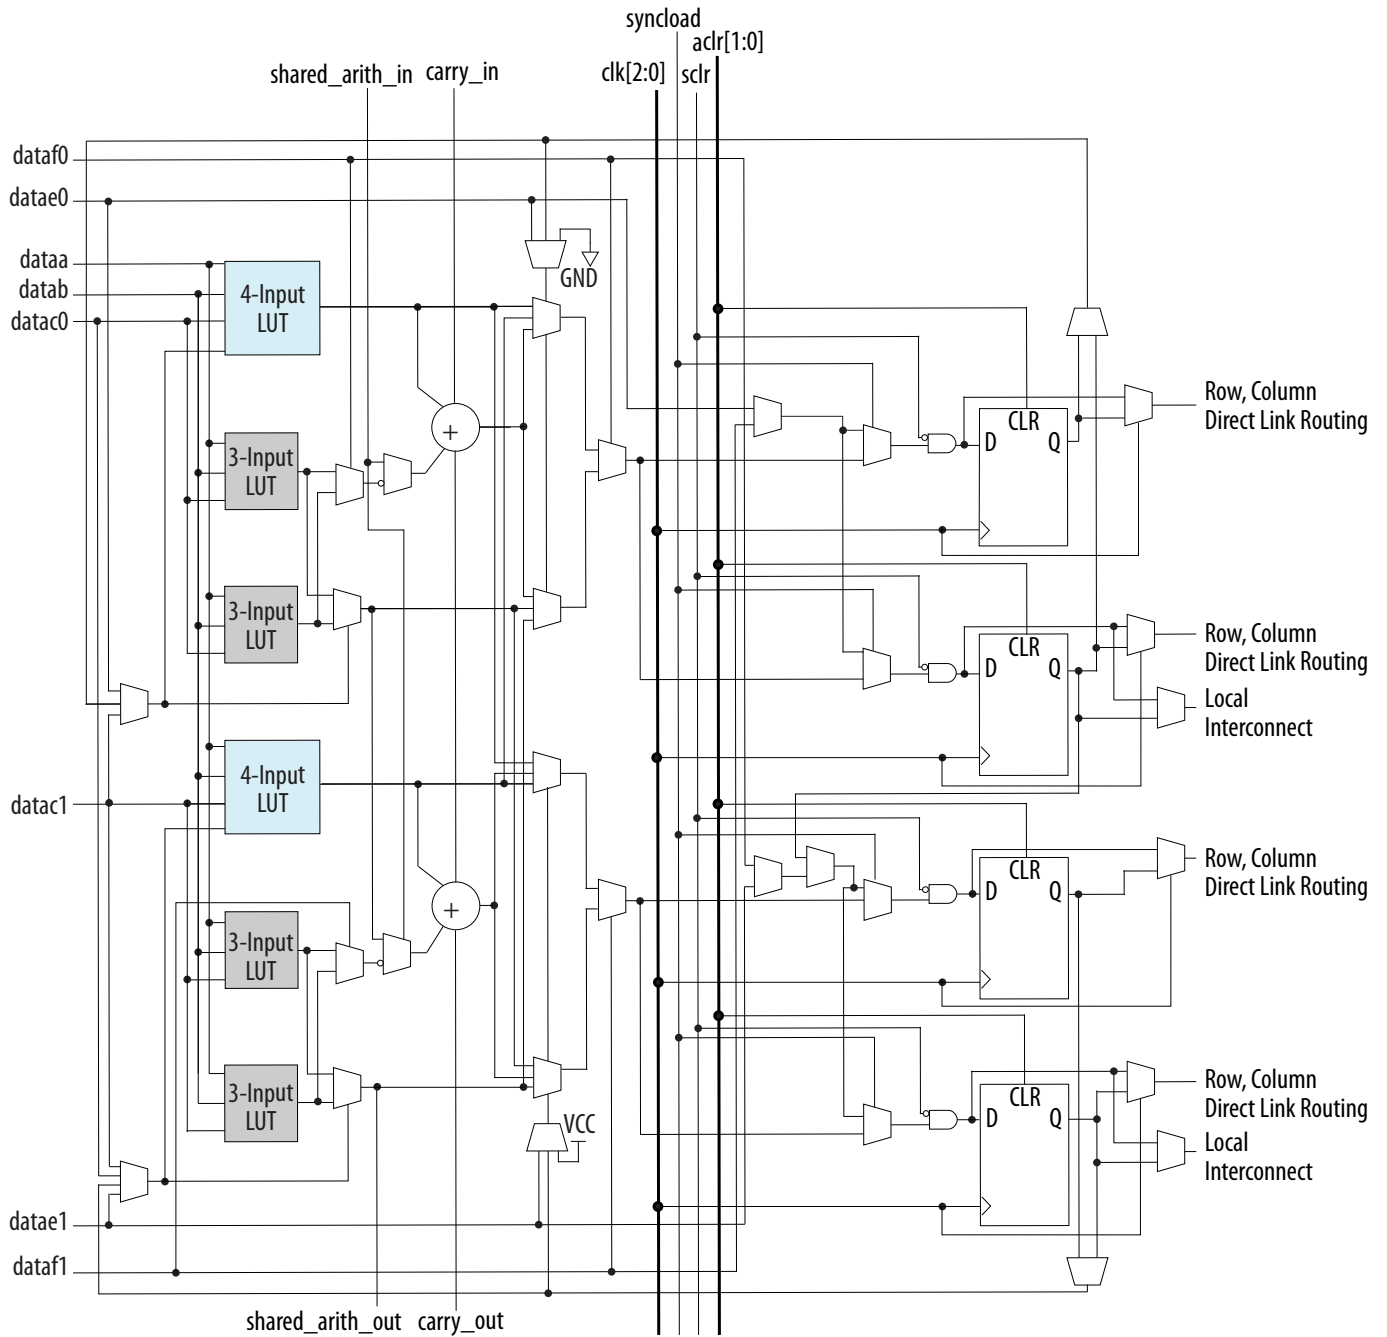 syncload
aclr[1:0]
shared_arith_in
carry_in
clk[2:0]
sclr
dataf0
datae0
dataa
datab
datac0
4-Input
LUT
GND
3-Input
LUT
+
CLR
D
Q
Row, Column
Direct Link Routing
3-Input
LUT
CLR
D
Q
Row, Column
Direct Link Routing
Local
Interconnect
4-Input
LUT
datac1
CLR
D
Q
Row, Column
Direct Link Routing
3-Input
LUT
+
3-Input
LUT
VCC
CLR
D
Q
Row, Column
Direct Link Routing
Local
Interconnect
datae1
dataf1
shared_arith_out
carry_out